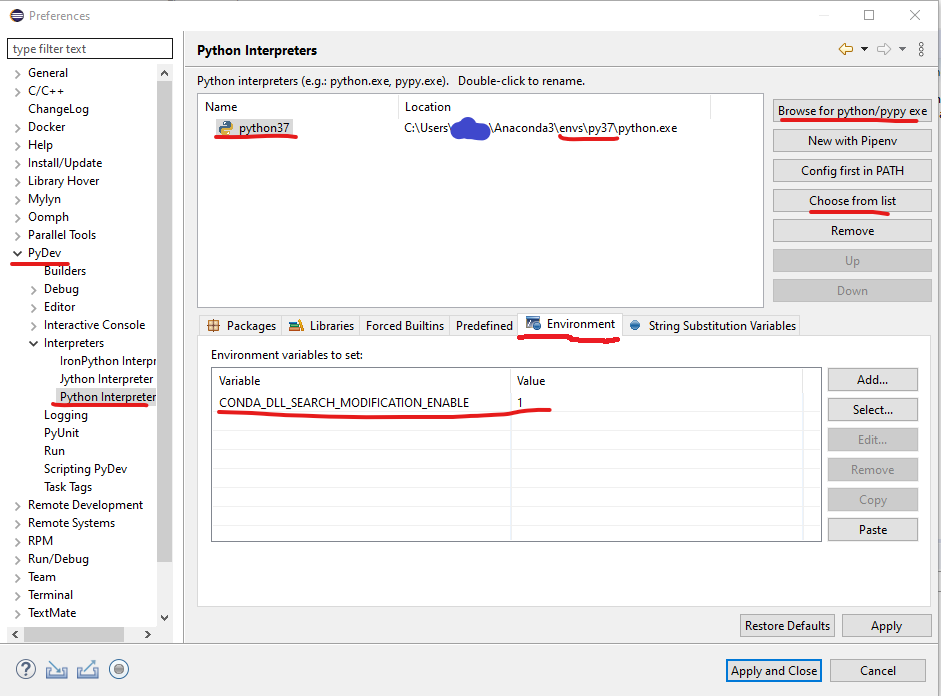 Preferences
type filter text
General
C/C++
ChangeLog
Docker
Help
Install/Update
Library Hover
Mylyn
Oomph
Parallel Tools
PyDev
Builders
Debug
Editor
Interactive Console
Interpreters
IronPython Interpr
Jython Interpreter
Python Interpreter
Logging
PyUnit
Run
Scripting PyDev
Task Tags
Remote Development
Remote Systems
RPM
Run/Debug
Team
Terminal
TextMate
Python Interpreters
Python interpreters (e.g.: python.exe, pypy.exe).   Double-click to rename.
Name Location
python37 C:\Users\ \Anaconda3\envs\py37\python.exe
Browse for python/pypy exe
New with Pipenv
Config first in PATH
Choose from list
Remove
Up
Down
Packages Libraries Forced Builtins Predefined Environment String Substitution Variables
Environment variables to set:
Variable Value
CONDA_DLL_SEARCH_MODIFICATION_ENABLE 1
Add...
Select...
Edit...
Remove
Copy
Paste
Restore Defaults Apply
? Apply and Close Cancel